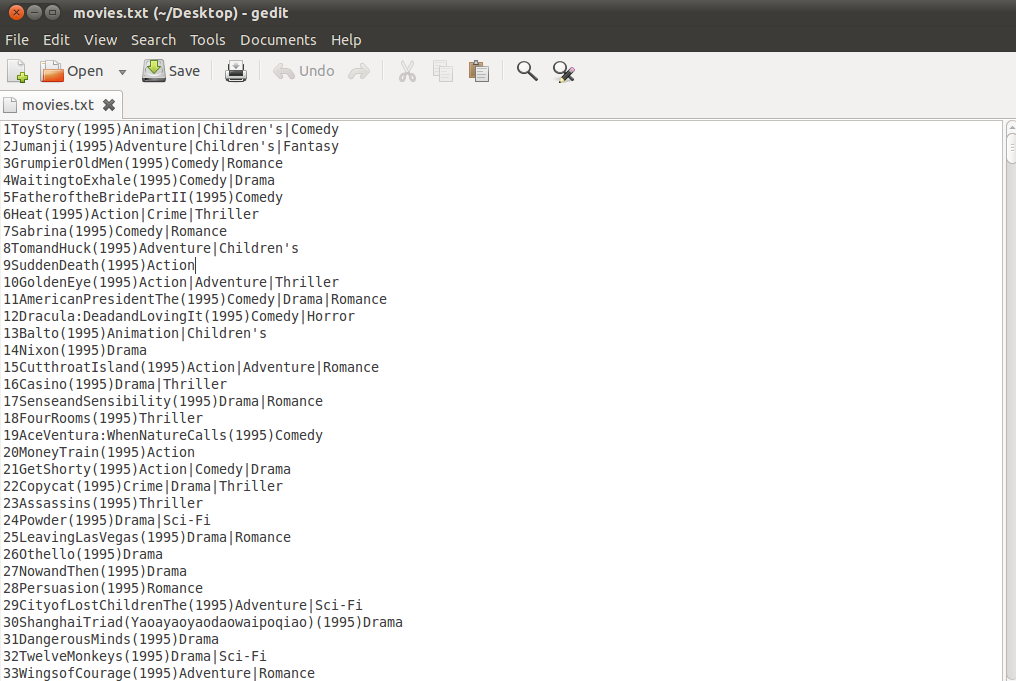 movies.txt (~/Desktop) - gedit
File Edit View Search Tools Documents Help
Open Save Undo
movies.txt
1ToyStory(1995)Animation|Children's|Comedy
2Jumanji(1995)Adventure|Children's|Fantasy
3GrumpierOldMen(1995)Comedy|Romance
4WaitingtoExhale(1995)Comedy|Drama
5FatheroftheBridePartII(1995)Comedy
6Heat(1995)Action|Crime|Thriller
7Sabrina(1995)Comedy|Romance
8TomandHuck(1995)Adventure|Children's
9SuddenDeath(1995)Action
10GoldenEye(1995)Action|Adventure|Thriller
11AmericanPresidentThe(1995)Comedy|Drama|Romance
12Dracula:DeadandLovingIt(1995)Comedy|Horror
13Balto(1995)Animation|Children's
14Nixon(1995)Drama
15CutthroatIsland(1995)Action|Adventure|Romance
16Casino(1995)Drama|Thriller
17SenseandSensibility(1995)Drama|Romance
18FourRooms(1995)Thriller
19AceVentura:WhenNatureCalls(1995)Comedy
20MoneyTrain(1995)Action
21GetShorty(1995)Action|Comedy|Drama
22Copycat(1995)Crime|Drama|Thriller
23Assassins(1995)Thriller
24Powder(1995)Drama|Sci-Fi
25LeavingLasVegas(1995)Drama|Romance
26Othello(1995)Drama
27NowandThen(1995)Drama
28Persuasion(1995)Romance
29CityofLostChildrenThe(1995)Adventure|Sci-Fi
30ShanghaiTriad(Yaoayaoyaodaowaipoqiao)(1995)Drama
31DangerousMinds(1995)Drama
32TwelveMonkeys(1995)Drama|Sci-Fi
33WingsofCourage(1995)Adventure|Romance